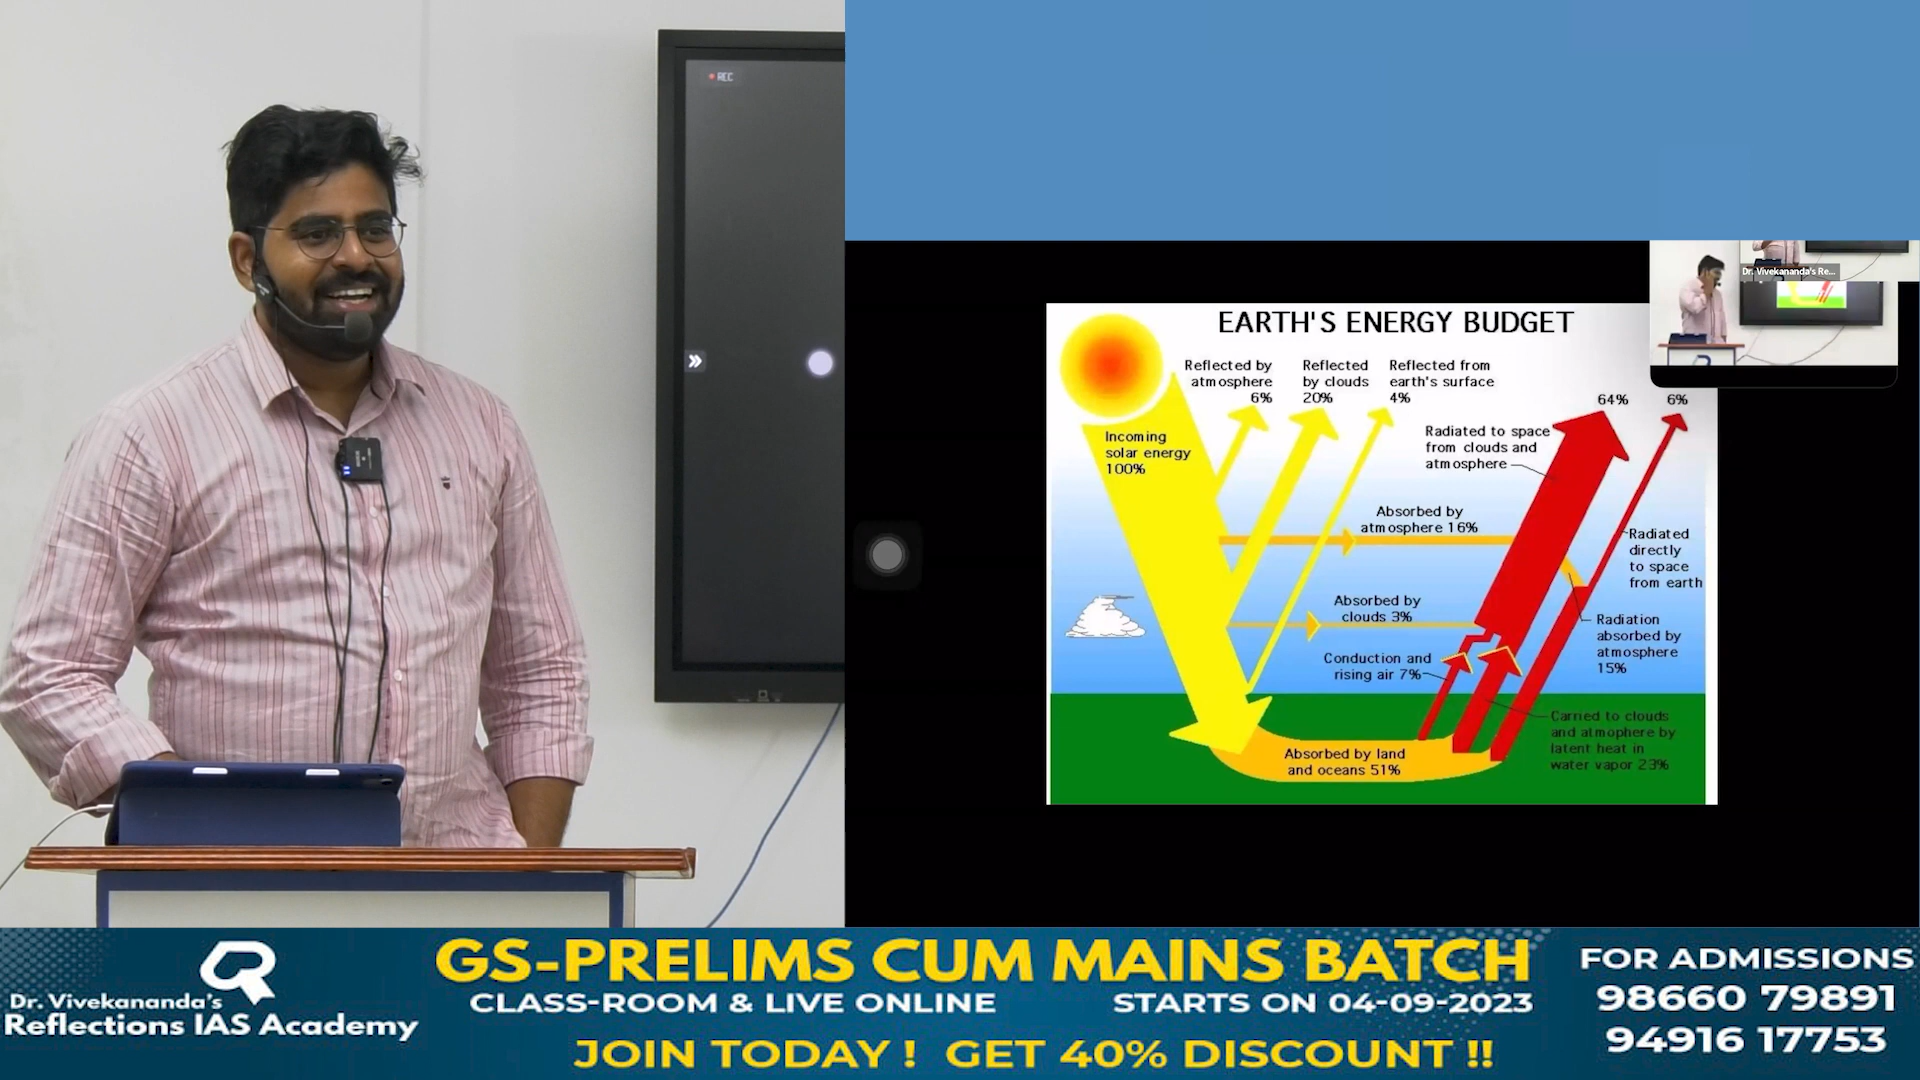 REC
Dr. Vivekananda's Re...
EARTH'S ENERGY BUDGET
Reflected by
atmosphere
6%
Reflected
by clouds
20%
Reflected from
earth's surface
4%
64%
6%
Incoming
solar energy
100%
Radiated to space
from clouds and
atmosphere
Absorbed by
atmosphere 16%
Radiated
directly
to space
from earth
Absorbed by
clouds 3%
Radiation
absorbed by
atmosphere
15%
Conduction and
rising air 7%
Carried to clouds
and atmophere by
latent heat in
water vapor 23%
Absorbed by land
and oceans 51%
Dr. Vivekananda's
Reflections IAS Academy
GS-PRELIMS CUM MAINS BATCH
CLASS-ROOM & LIVE ONLINE STARTS ON 04-09-2023
JOIN TODAY ! GET 40% DISCOUNT !!
FOR ADMISSIONS
98660 79891
94916 17753